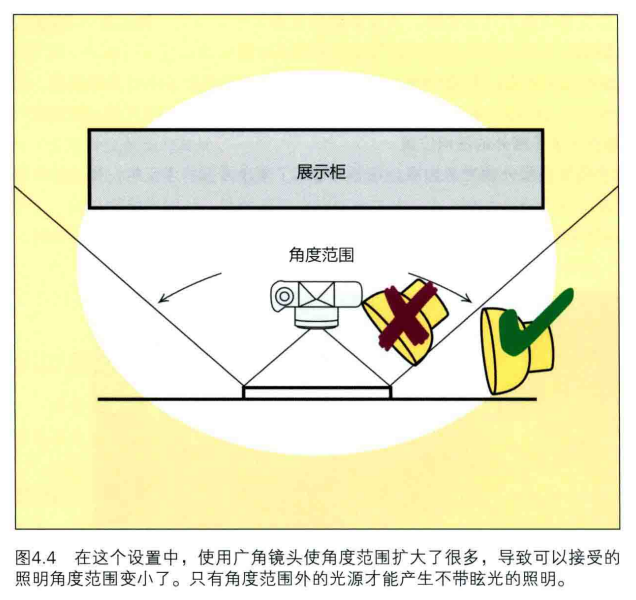 展示柜
角度范围
图4.4 在这个设置中，使用广角镜头使角度范围扩大了很多，导致可以接受的
照明角度范围变小了。只有角度范围外的光源才能产生不带眩光的照明。